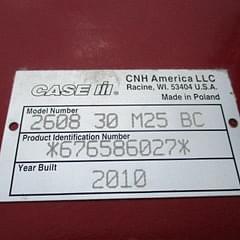 CASE IH
CNH America LLC
Racine, WI. 53404 U.S.A.
Made in Poland
Model Number
2608 30 M25 BC
Product Identification Number
*676586027*
Year Built
2010